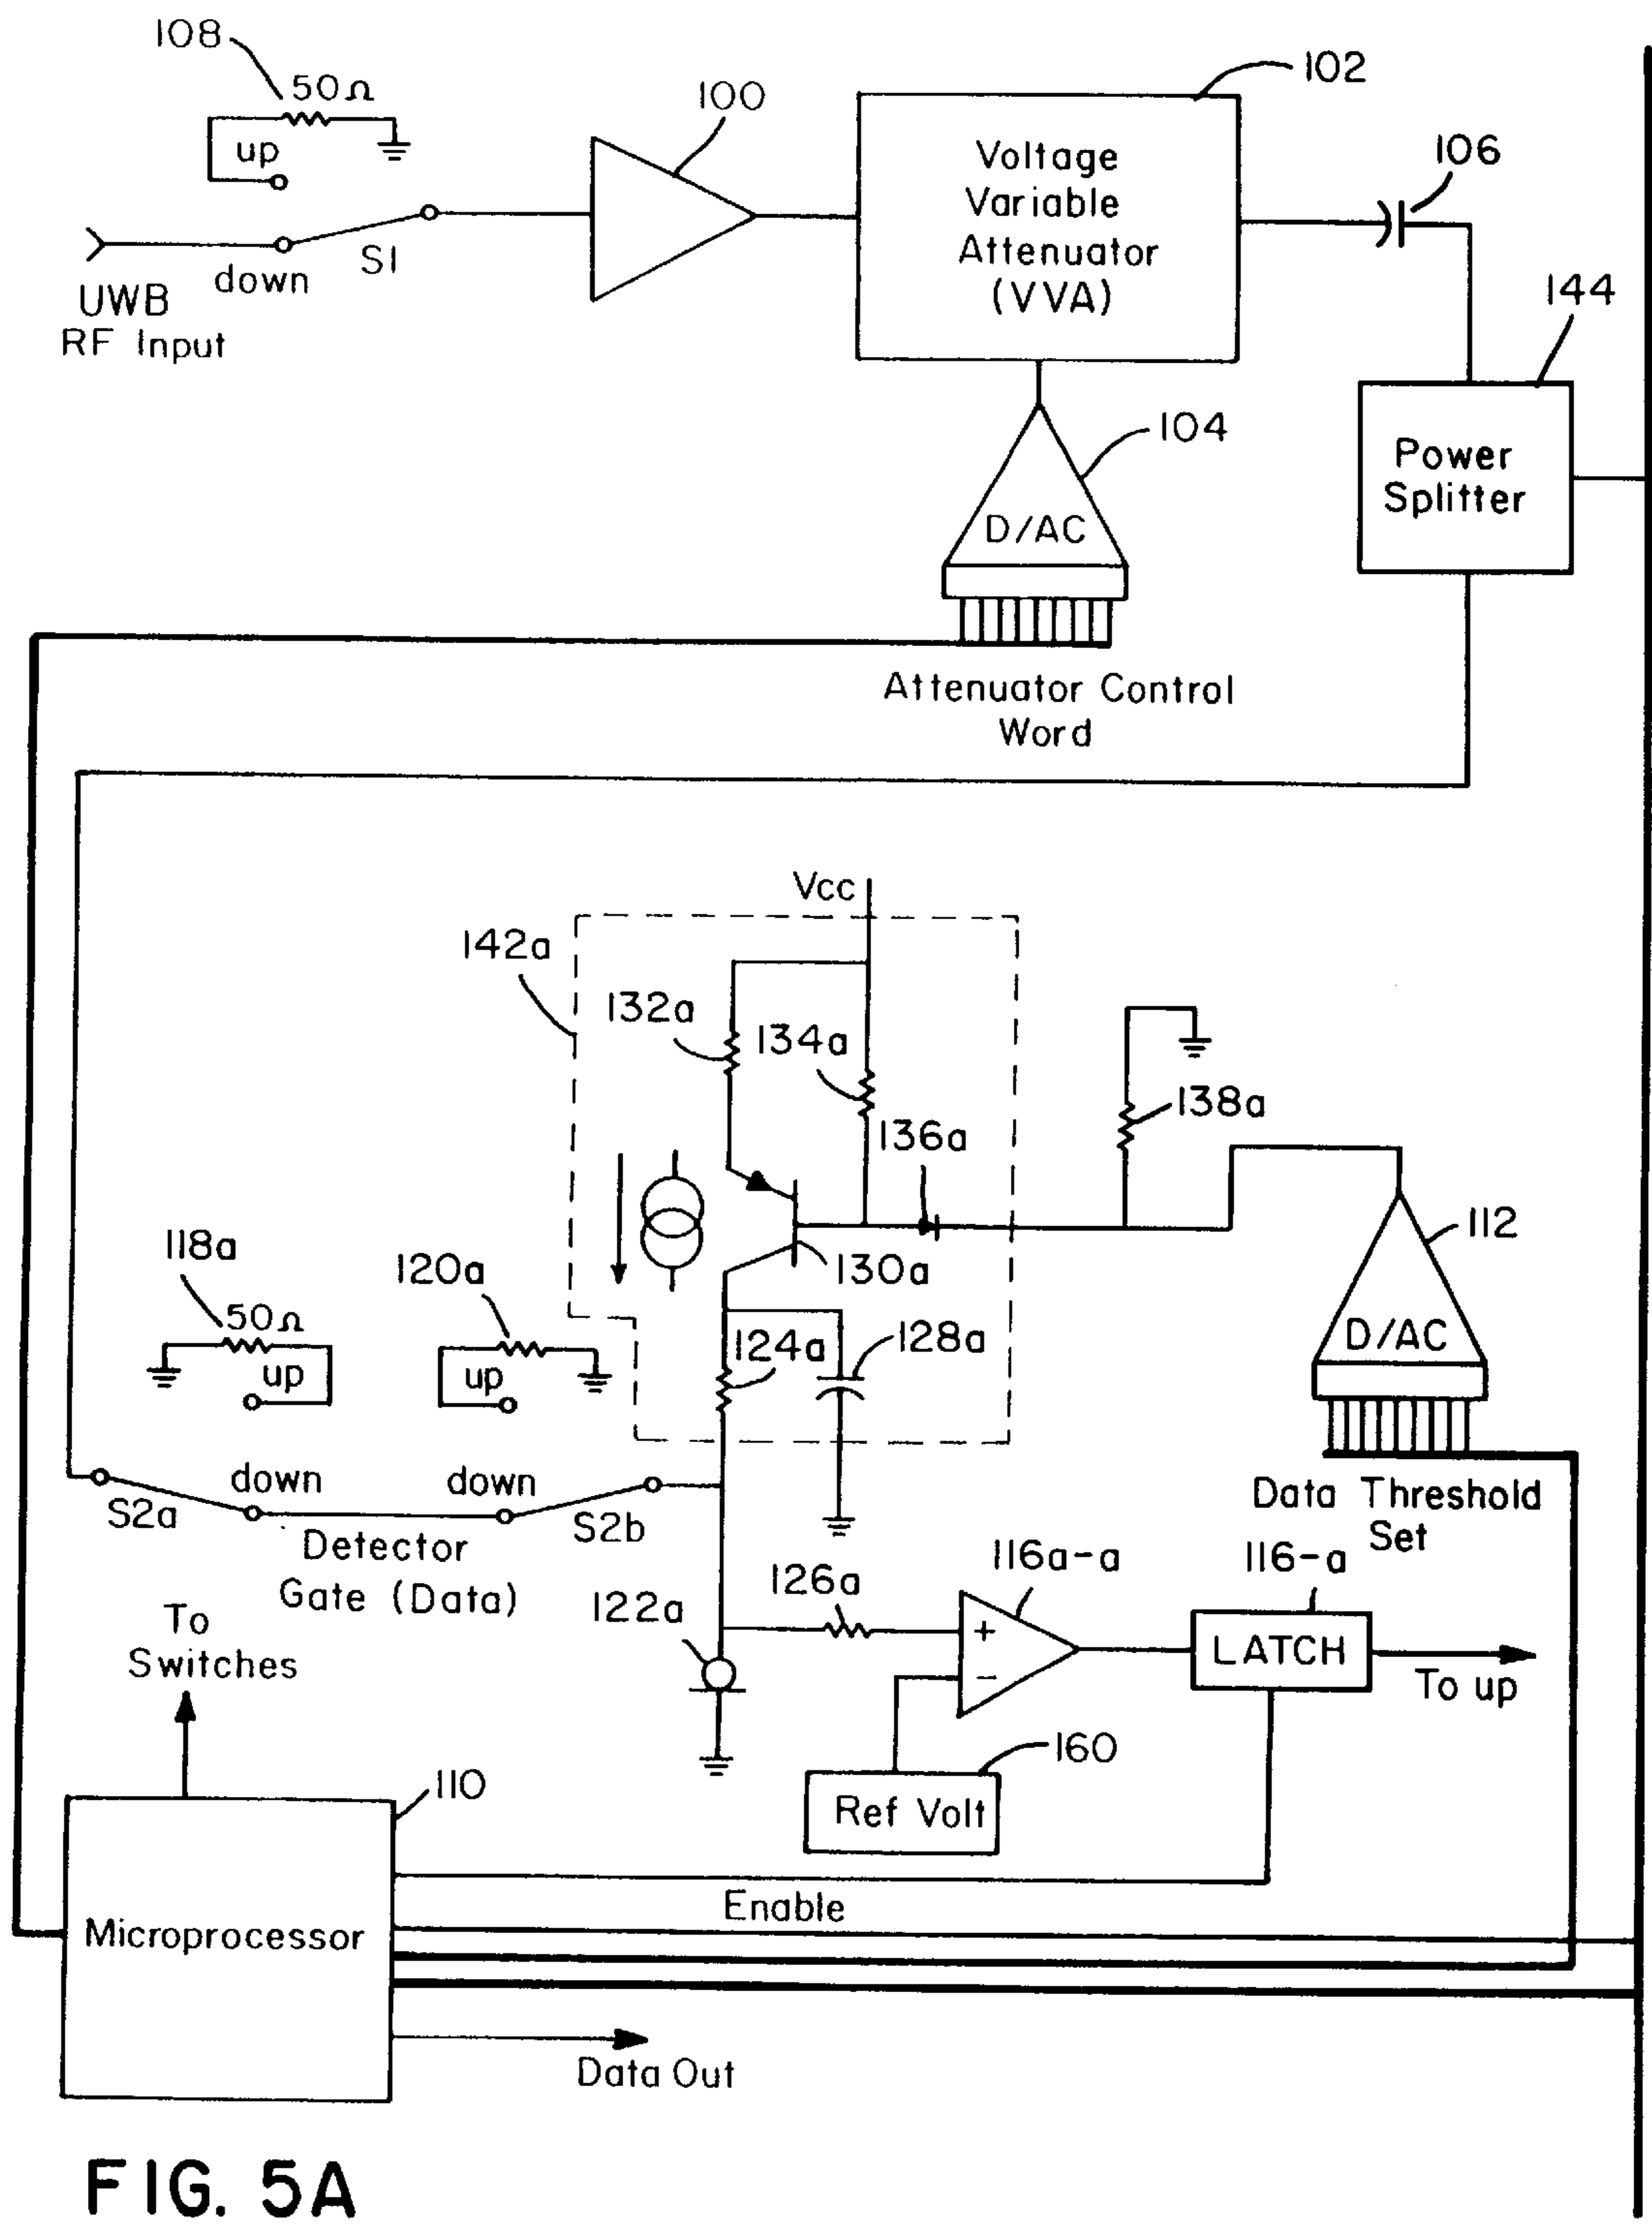 108
50Ω
up
S1
down
UWB
RF Input
100
102
Voltage
Variable
Attenuator
(VVA)
106
144
Power
Splitter
104
D/AC
Attenuator Control
Word
Vcc
142a
132a
134a
136a
138a
130a
112
D/AC
118a
50Ω
up
120a
up
124a
128a
down
S2a
down
S2b
Detector
Gate (Data)
Data Threshold
Set
122a
126a
116a-a
+
−
116-a
LATCH
To up
160
Ref Volt
To
Switches
110
Microprocessor
Enable
Data Out
FIG. 5A